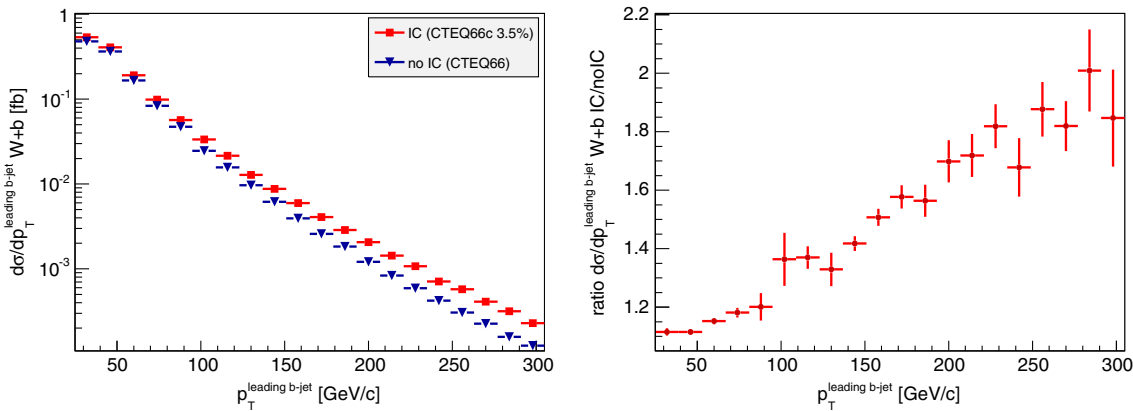 1
10^{-1}
10^{-2}
10^{-3}
dσ/dp_T^{leading b-jet} W+b [fb]
IC (CTEQ66c 3.5%)
no IC (CTEQ66)
50 100 150 200 250 300
p_T^{leading b-jet} [GeV/c]
2.2
2
1.8
1.6
1.4
1.2
ratio dσ/dp_T^{leading b-jet} W+b IC/noIC
50 100 150 200 250 300
p_T^{leading b-jet} [GeV/c]